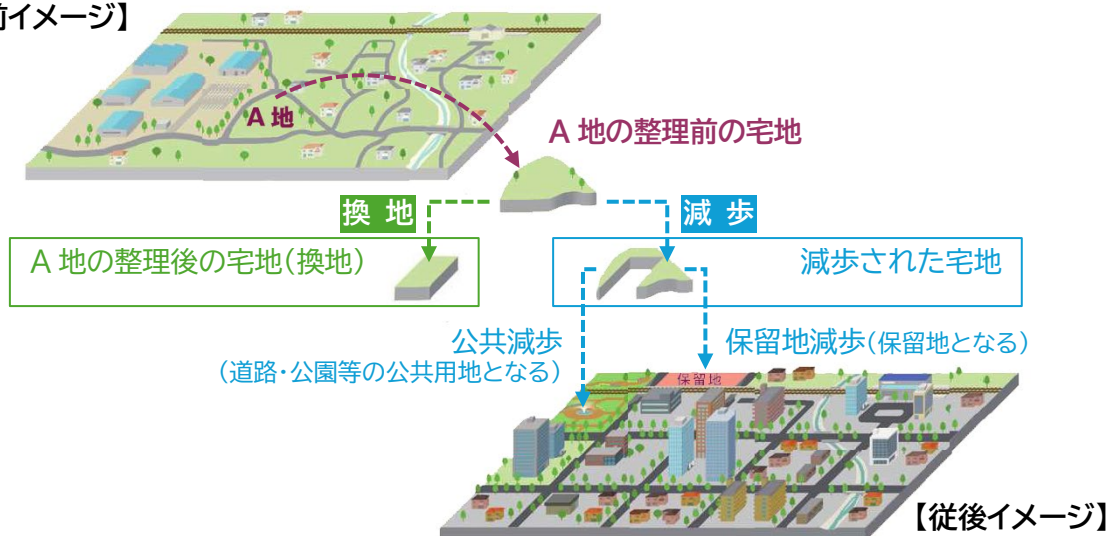 前イメージ】
A 地
A 地の整理前の宅地
換 地
減 歩
A 地の整理後の宅地(換地)
減歩された宅地
公共減歩
(道路・公園等の公共用地となる)
保留地減歩(保留地となる)
保留地
【従後イメージ】